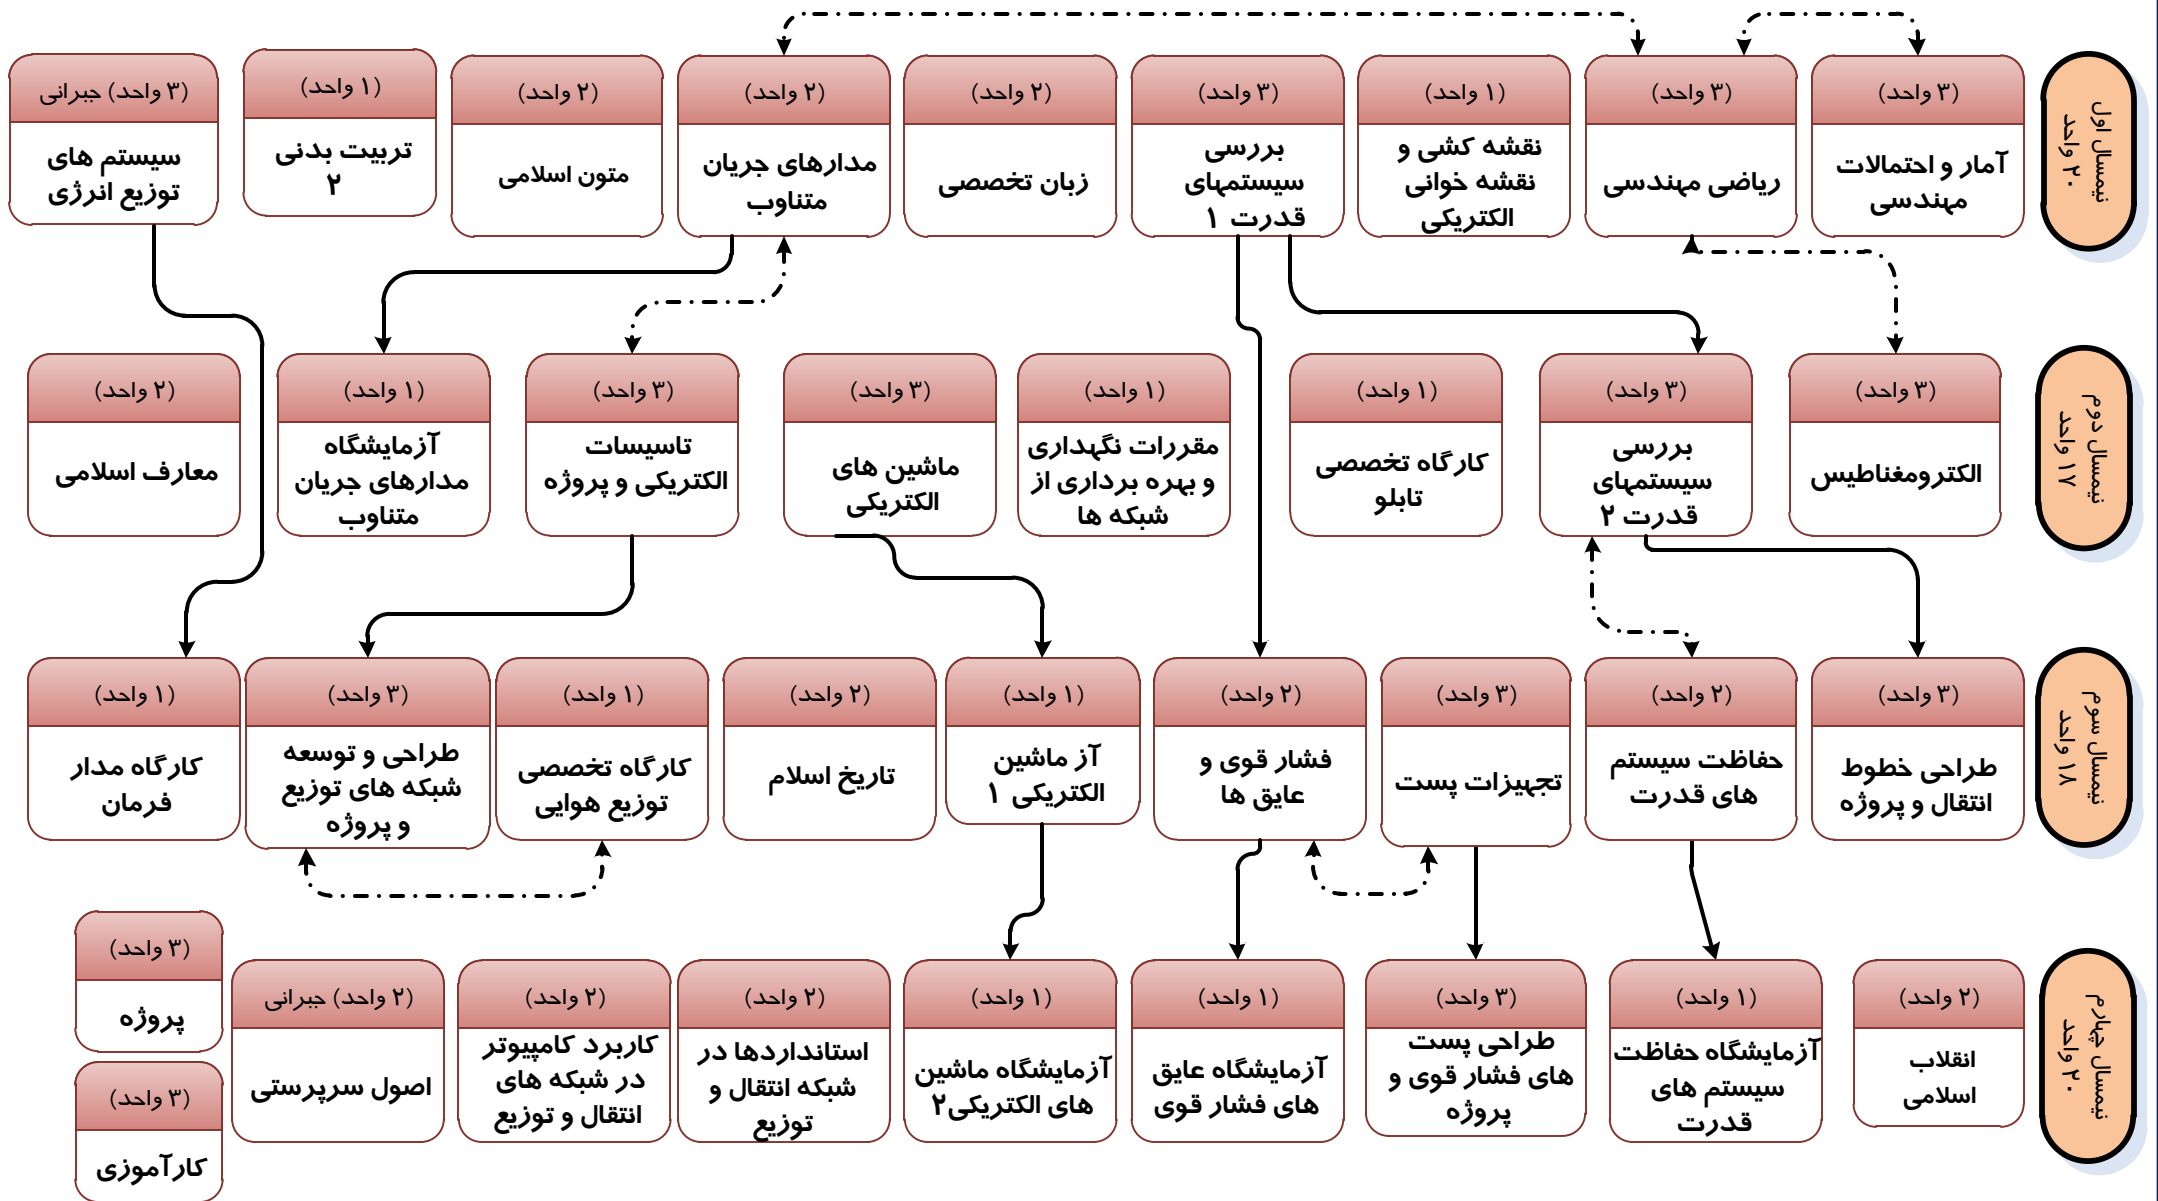 نیمسال اول
۲۰ واحد
(۳ واحد)
آمار و احتمالات
مهندسی
(۳ واحد)
ریاضی مهندسی
(۱ واحد)
نقشه کشی و
نقشه خوانی
الکتریکی
(۳ واحد)
بررسی
سیستمهای
قدرت ۱
(۲ واحد)
زبان تخصصی
(۲ واحد)
مدارهای جریان
متناوب
(۲ واحد)
متون اسلامی
(۱ واحد)
تربیت بدنی
۲
(۳ واحد) جبرانی
سیستم های
توزیع انرژی
نیمسال دوم
۱۷ واحد
(۳ واحد)
الکترومغناطیس
(۳ واحد)
بررسی
سیستمهای
قدرت ۲
(۱ واحد)
کارگاه تخصصی
تابلو
(۱ واحد)
مقررات نگهداری
و بهره برداری از
شبکه ها
(۳ واحد)
ماشین های
الکتریکی
(۳ واحد)
تاسیسات
الکتریکی و پروژه
(۱ واحد)
آزمایشگاه
مدارهای جریان
متناوب
(۲ واحد)
معارف اسلامی
نیمسال سوم
۱۸ واحد
(۳ واحد)
طراحی خطوط
انتقال و پروژه
(۲ واحد)
حفاظت سیستم
های قدرت
(۳ واحد)
تجهیزات پست
(۲ واحد)
فشار قوی و
عایق ها
(۱ واحد)
آز ماشین
الکتریکی ۱
(۲ واحد)
تاریخ اسلام
(۱ واحد)
کارگاه تخصصی
توزیع هوایی
(۳ واحد)
طراحی و توسعه
شبکه های توزیع
و پروژه
(۱ واحد)
کارگاه مدار
فرمان
نیمسال چهارم
۲۰ واحد
(۲ واحد)
انقلاب
اسلامی
(۱ واحد)
آزمایشگاه حفاظت
سیستم های
قدرت
(۳ واحد)
طراحی پست
های فشار قوی و
پروژه
(۱ واحد)
آزمایشگاه عایق
های فشار قوی
(۱ واحد)
آزمایشگاه ماشین
های الکتریکی۲
(۲ واحد)
استانداردها در
شبکه انتقال و
توزیع
(۲ واحد)
کاربرد کامپیوتر
در شبکه های
انتقال و توزیع
(۲ واحد) جبرانی
اصول سرپرستی
(۳ واحد)
پروژه
(۳ واحد)
کارآموزی